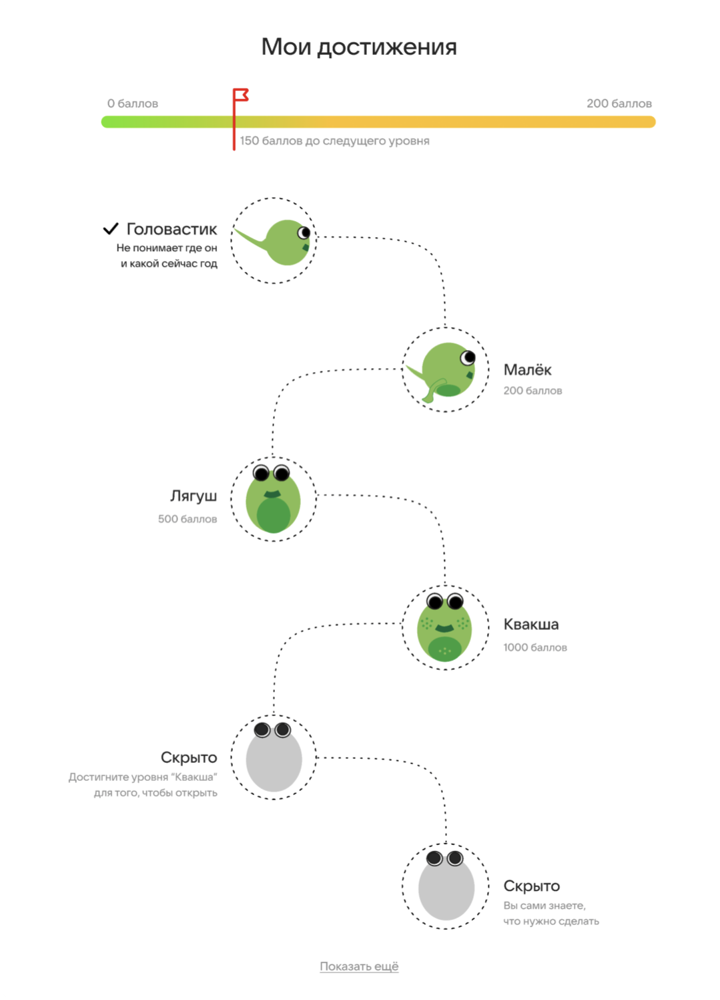 Мои достижения
0 баллов
200 баллов
150 баллов до следущего уровня
Головастик
Не понимает где он
и какой сейчас год
Малёк
200 баллов
Лягуш
500 баллов
Квакша
1000 баллов
Скрыто
Достигните уровня “Квакша”
для того, чтобы открыть
Скрыто
Вы сами знаете,
что нужно сделать
Показать ещё